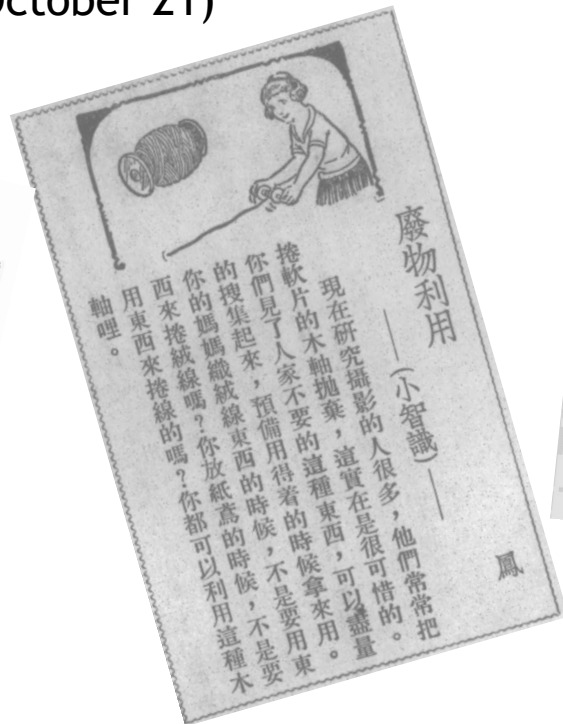 October 21)
廢物利用
——(小智識)——
鳳
現在研究攝影的人很多，他們常常把
捲軟片的木軸拋棄，這實在是很可惜的。
你們見了人家不要的這種東西，可以儘量
的搜集起來，預備用得着的時候拿來用。
你的媽媽織絨線東西的時候，不是要用東
西來捲絨線嗎？你放紙鳶的時候，不是要
用東西來捲線的嗎？你都可以利用這種木
軸哩。